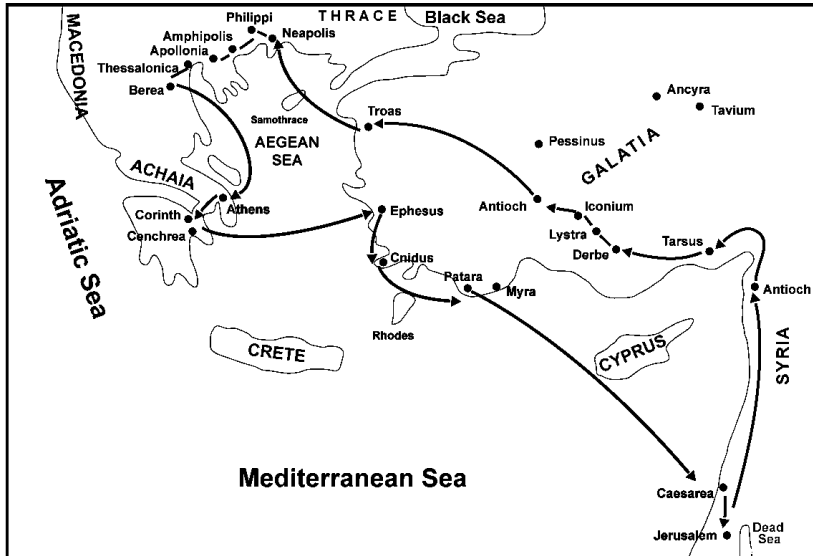 Philippi
THRACE
Black Sea
MACEDONIA
Amphipolis
Neapolis
Apollonia
Thessalonica
Berea
Ancyra
Tavium
Samothrace
Troas
AEGEAN
SEA
Pessinus
GALATIA
ACHAIA
Adriatic Sea
Corinth
Athens
Cenchrea
Ephesus
Antioch
Iconium
Lystra
Derbe
Tarsus
Cnidus
Patara
Myra
Antioch
Rhodes
CRETE
CYPRUS
SYRIA
Mediterranean Sea
Caesarea
Jerusalem
Dead
Sea